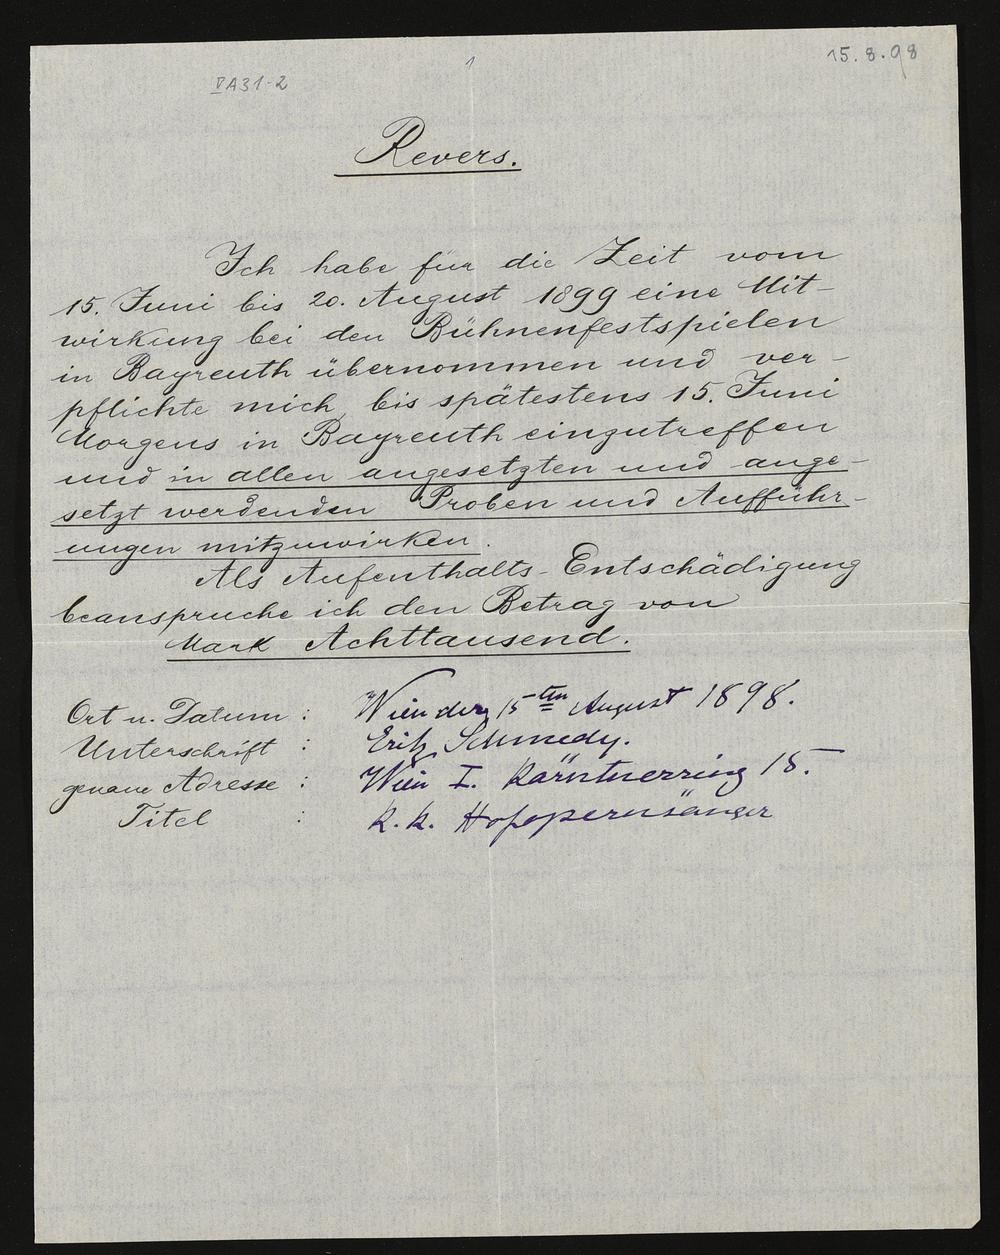 VA31-2
1
15.8.98
Revers.
Ich habe für die Zeit vom
15. Juni bis 20. August 1899 eine Mit-
wirkung bei den Bühnenfestspielen
in Bayreuth übernommen und ver-
pflichte mich, bis spätestens 15. Juni
Morgens in Bayreuth einzutreffen
und in allen angesetzten und ange-
setzt werdenden Proben und Aufführ-
ungen mitzuwirken.
Als Aufenthalts-Entschädigung
beanspruche ich den Betrag von
Mark Achttausend.
Ort u. Datum : Wien den 15ten August 1898.
Unterschrift : Erik Schmedy.
genaue Adresse : Wien I. Kärntnerring 15.
Titel : K. k. Hofopernsänger